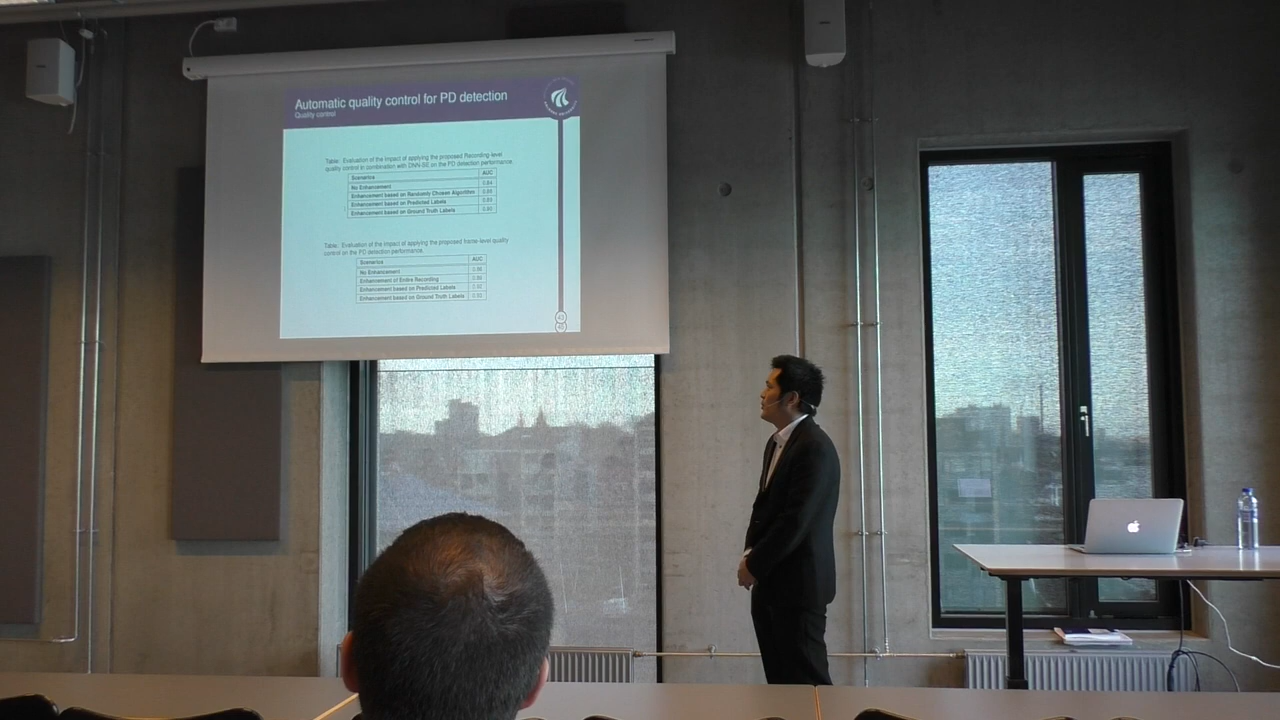 Automatic quality control for PD detection
Quality control
Table: Evaluation of the impact of applying the proposed Recording-level
quality control in combination with DNN-SE on the PD detection performance.
Scenarios AUC
No Enhancement 0.84
Enhancement based on Randomly Chosen Algorithm
Enhancement based on Predicted Labels
Enhancement based on Ground Truth Labels 0.90
Table: Evaluation of the impact of applying the proposed frame-level quality
control on the PD detection performance.
Scenarios AUC
No Enhancement
Enhancement of Entire Recording
Enhancement based on Predicted Labels
Enhancement based on Ground Truth Labels